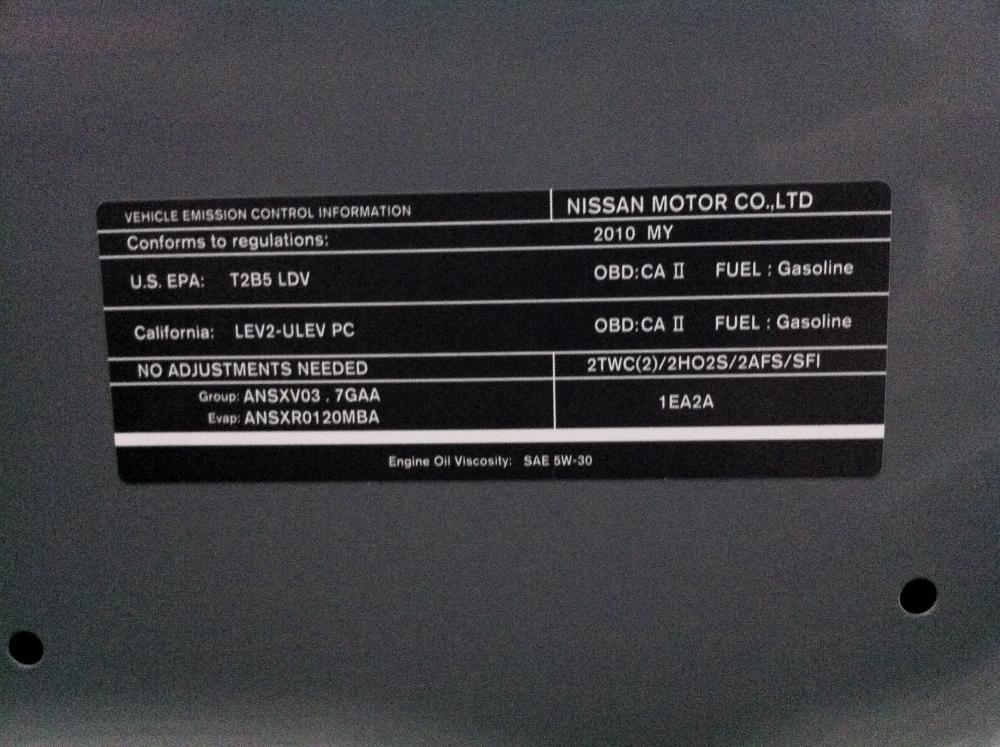 VEHICLE EMISSION CONTROL INFORMATION NISSAN MOTOR CO.,LTD
Conforms to regulations: 2010 MY
U.S. EPA: T2B5 LDV OBD:CA II FUEL : Gasoline
California: LEV2-ULEV PC OBD:CA II FUEL : Gasoline
NO ADJUSTMENTS NEEDED 2TWC(2)/2HO2S/2AFS/SFI
Group: ANSXV03 . 7GAA
Evap: ANSXR0120MBA
1EA2A
Engine Oil Viscosity: SAE 5W-30